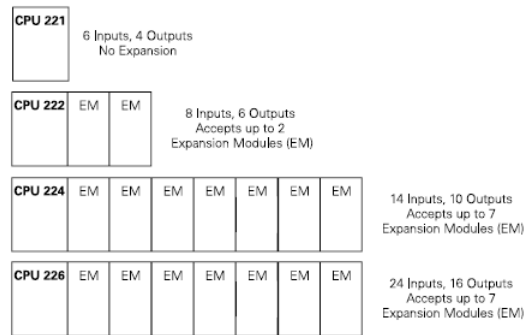 CPU 221
6 Inputs, 4 Outputs
No Expansion
CPU 222 EM EM
8 Inputs, 6 Outputs
Accepts up to 2
Expansion Modules (EM)
CPU 224 EM EM EM EM EM EM EM
14 Inputs, 10 Outputs
Accepts up to 7
Expansion Modules (EM)
CPU 226 EM EM EM EM EM EM EM
24 Inputs, 16 Outputs
Accepts up to 7
Expansion Modules (EM)